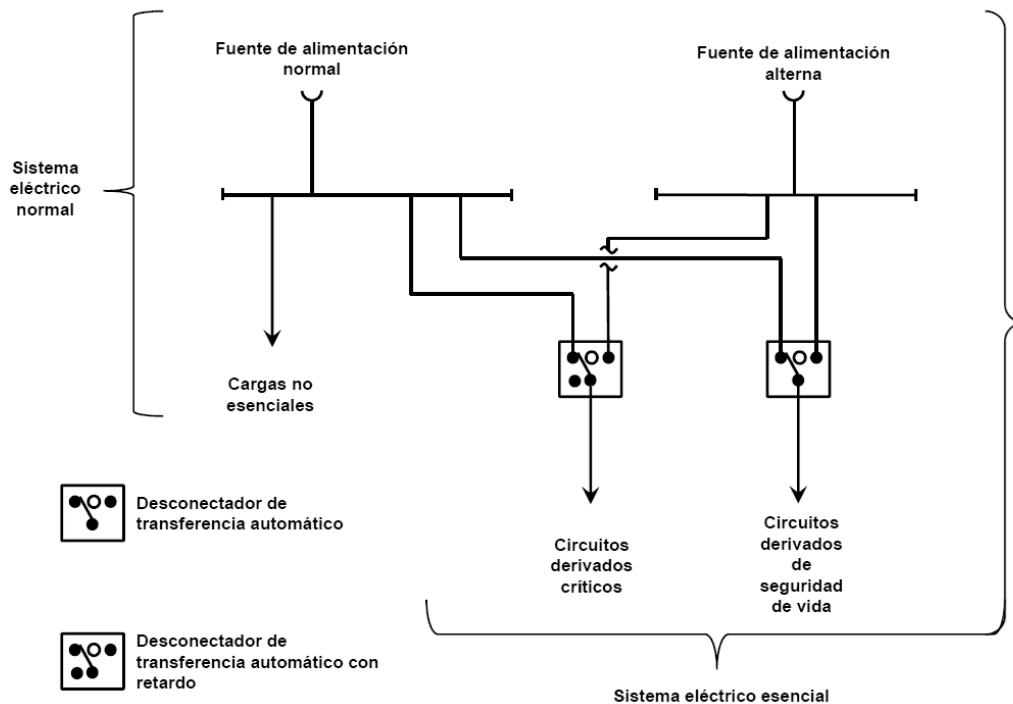 Fuente de alimentación
normal
Fuente de alimentación
alterna
Sistema
eléctrico
normal
Cargas no
esenciales
Desconectador de
transferencia automático
Circuitos
derivados
críticos
Circuitos
derivados
de
seguridad
de vida
Desconectador de
transferencia automático con
retardo
Sistema eléctrico esencial